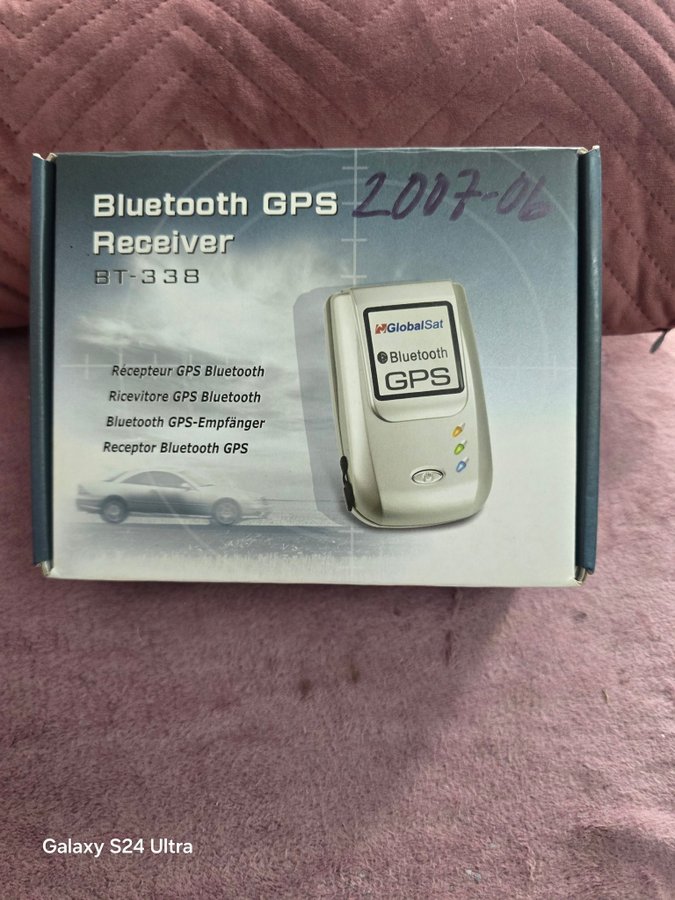 Bluetooth GPS 2007-06
Receiver
BT-338
GlobalSat
Bluetooth
GPS
Récepteur GPS Bluetooth
Ricevitore GPS Bluetooth
Bluetooth GPS-Empfänger
Receptor Bluetooth GPS
Galaxy S24 Ultra